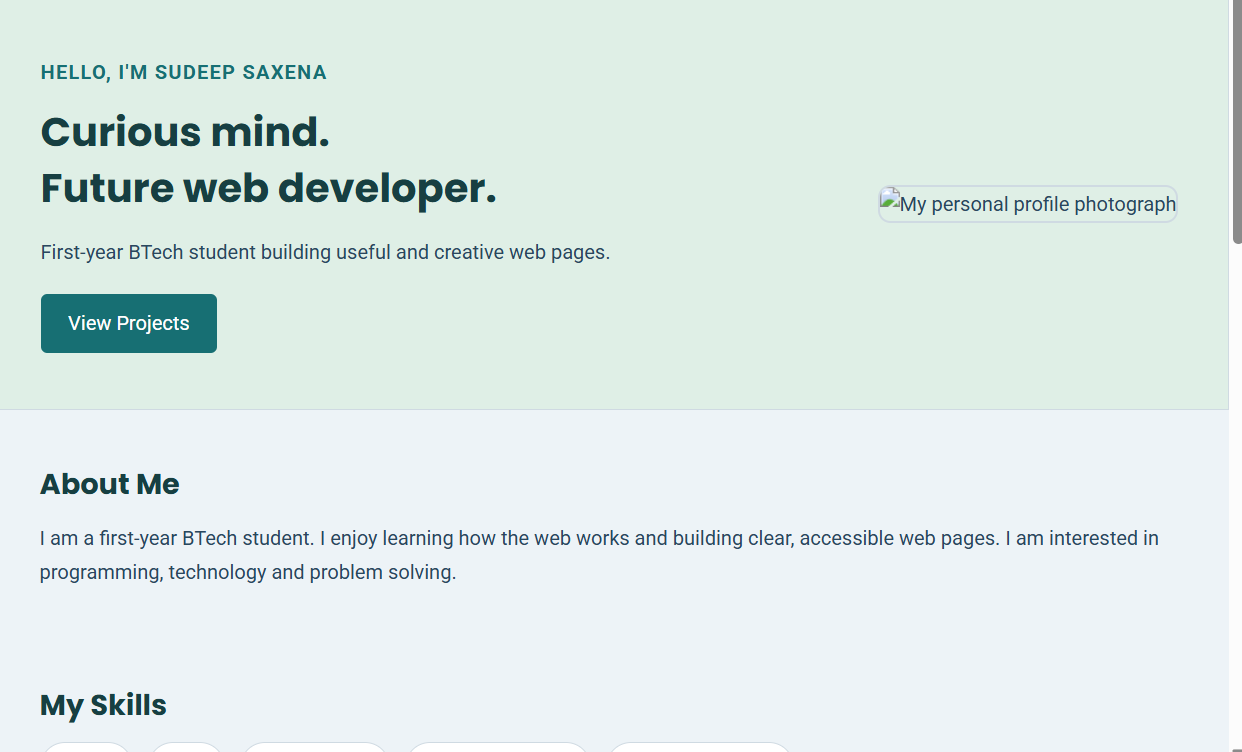 HELLO, I'M SUDEEP SAXENA
Curious mind.
Future web developer.
My personal profile photograph
First-year BTech student building useful and creative web pages.
View Projects
About Me
I am a first-year BTech student. I enjoy learning how the web works and building clear, accessible web pages. I am interested in
programming, technology and problem solving.
My Skills